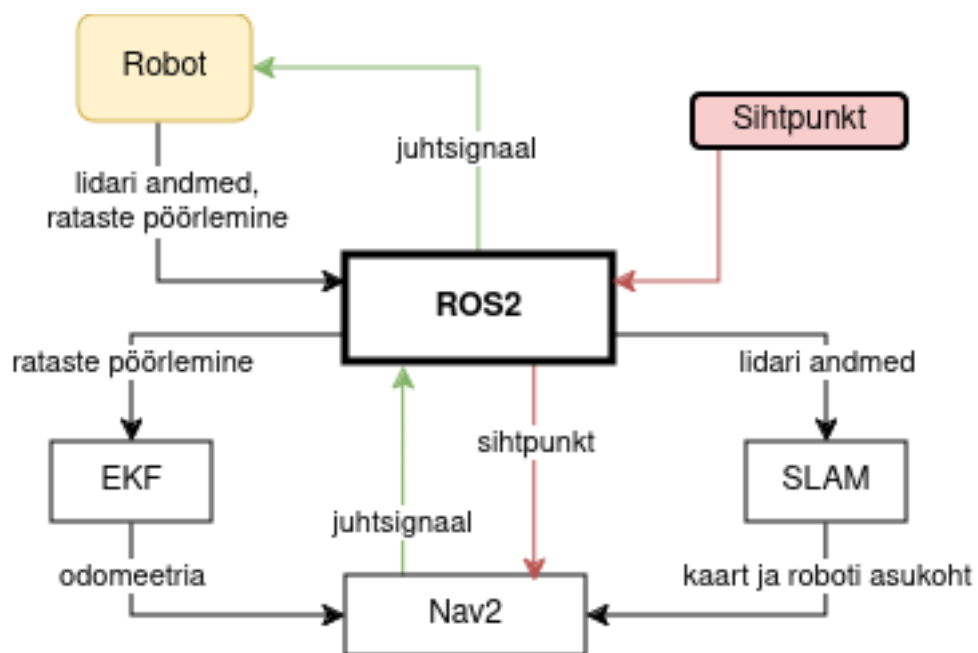 Robot
Sihtpunkt
juhtsignaal
lidari andmed,
rataste pöörlemine
ROS2
rataste pöörlemine
lidari andmed
sihtpunkt
EKF
SLAM
juhtsignaal
odomeetria
kaart ja roboti asukoht
Nav2